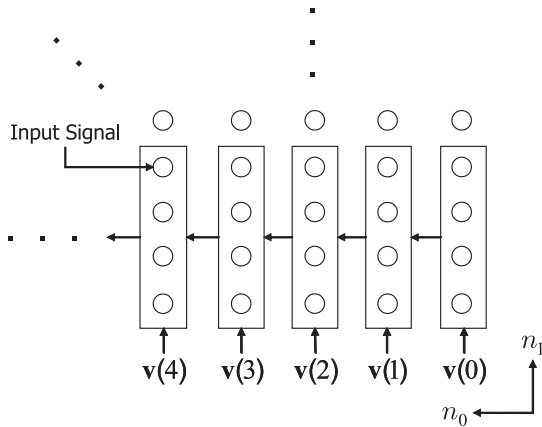 Input Signal
v(4) v(3) v(2) v(1) v(0)
n₁
n₀